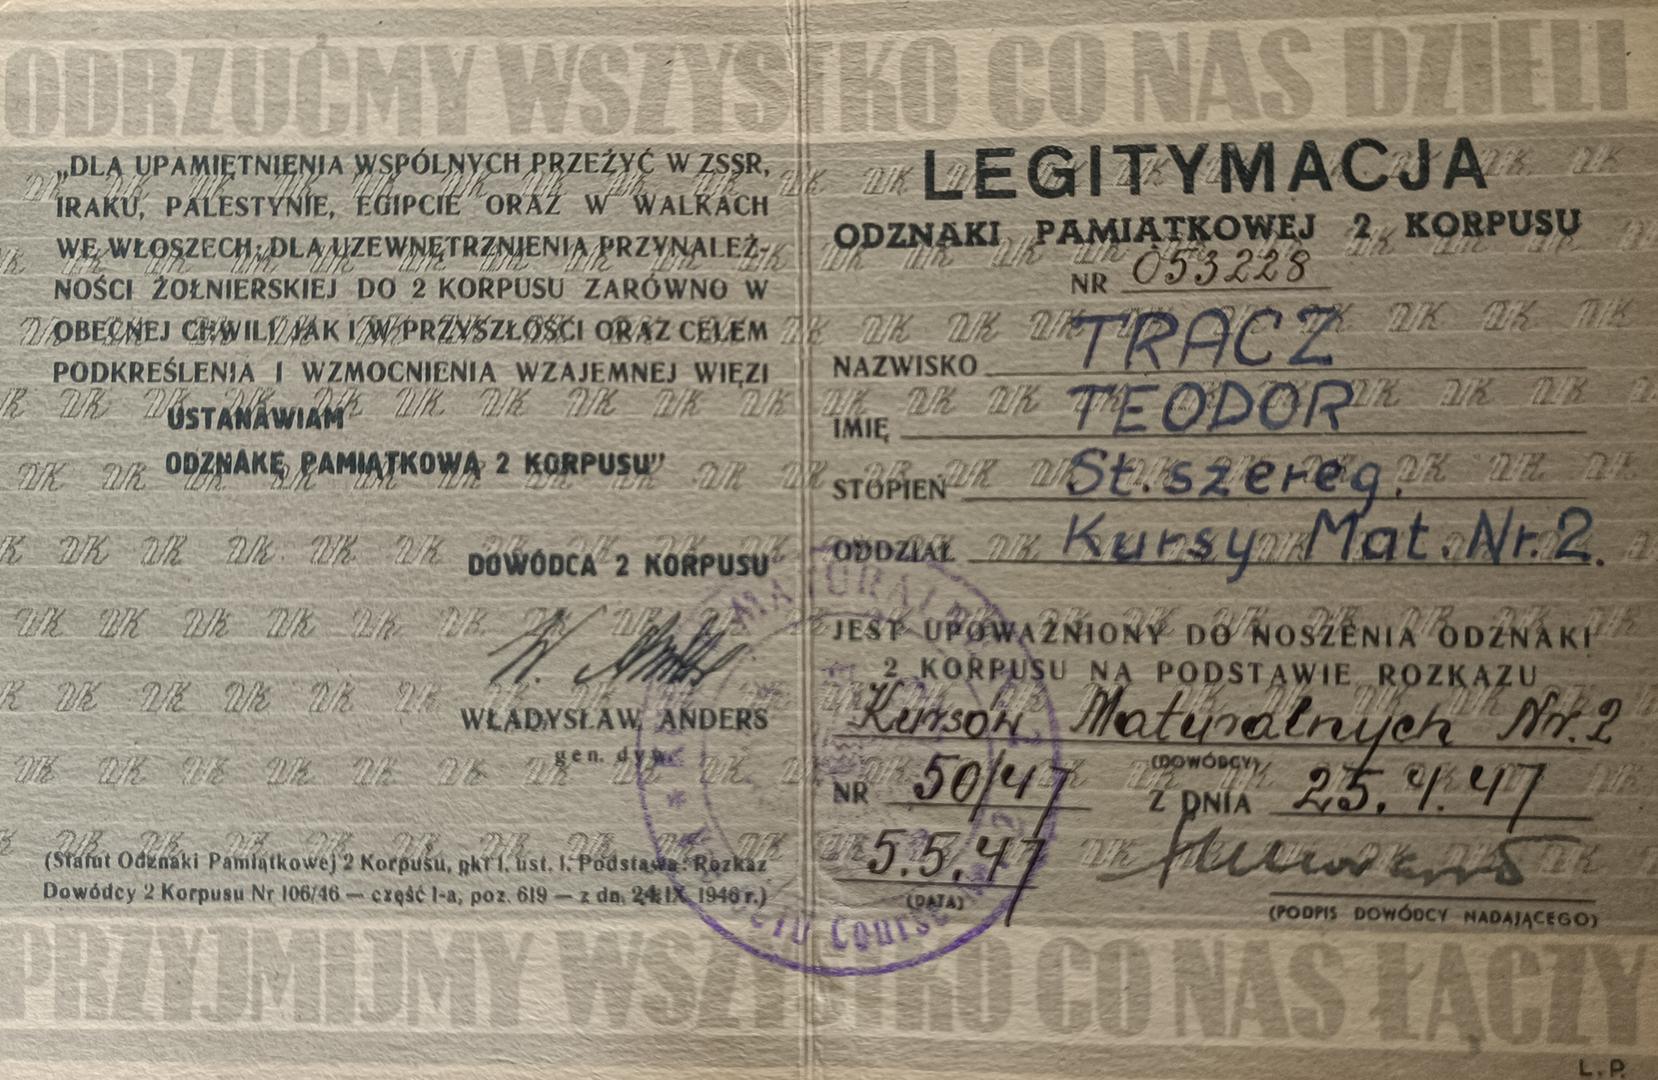 ODRZUĆMY WSZYSTKO CO NAS DZIELI
„DLA UPAMIĘTNIENIA WSPÓLNYCH PRZEŻYĆ W ZSSR,
IRAKU, PALESTYNIE, EGIPCIE ORAZ W WALKACH
WE WŁOSZECH; DLA UZEWNĘTRZNIENIA PRZYNALEŻ-
NOŚCI ŻOŁNIERSKIEJ DO 2 KORPUSU ZARÓWNO W
OBECNEJ CHWILI JAK I W PRZYSZŁOŚCI ORAZ CELEM
PODKREŚLENIA I WZMOCNIENIA WZAJEMNEJ WIĘZI
USTANAWIAM
ODZNAKĘ PAMIĄTKOWĄ 2 KORPUSU”
DOWÓDCA 2 KORPUSU
WŁADYSŁAW ANDERS
gen. dyw.
(Statut Odznaki Pamiątkowej 2 Korpusu, pkt 1, ust. 1. Podstawa: Rozkaz
Dowódcy 2 Korpusu Nr 106/46 — część I-a, poz. 619 — z dn. 24.IX. 1946 r.)
LEGITYMACJA
ODZNAKI PAMIĄTKOWEJ 2 KORPUSU
NR 053228
NAZWISKO TRACZ
IMIĘ TEODOR
STOPIEŃ St. szereg.
ODDZIAŁ Kursy Mat. Nr. 2.
JEST UPOWAŻNIONY DO NOSZENIA ODZNAKI
2 KORPUSU NA PODSTAWIE ROZKAZU
Kursów Maturalnych Nr. 2
(DOWÓDCY)
NR 50/47 Z DNIA 25.4.47
5.5.47
(DATA)
(PODPIS DOWÓDCY NADAJĄCEGO)
PRZYJMIJMY WSZYSTKO CO NAS ŁĄCZY
L.P.